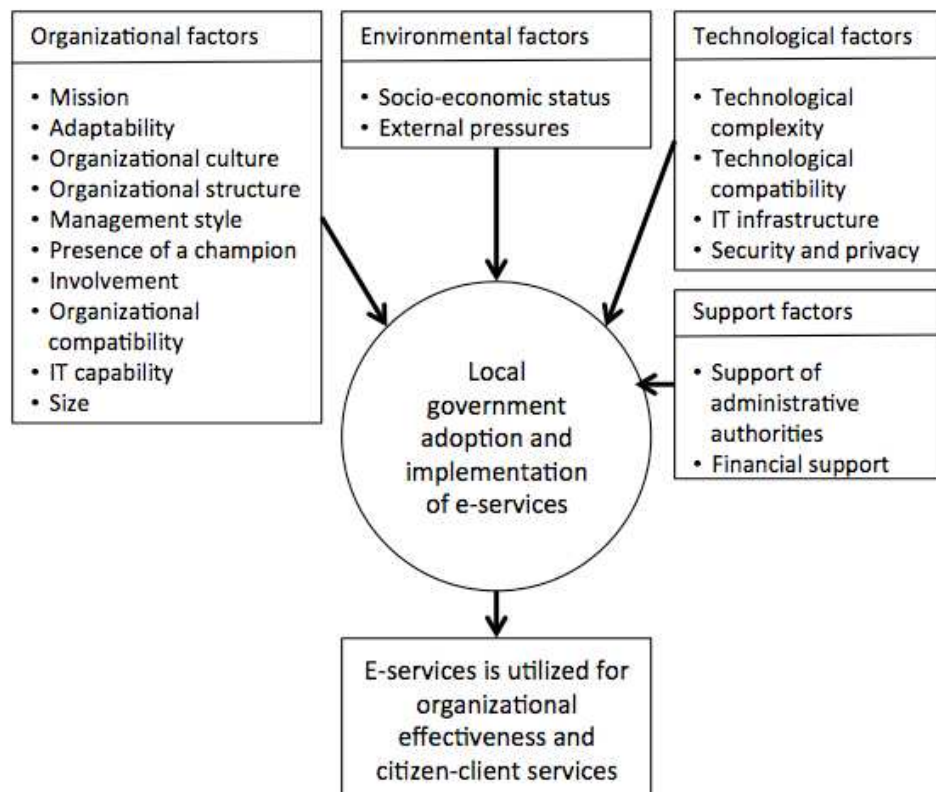 Organizational factors
• Mission
• Adaptability
• Organizational culture
• Organizational structure
• Management style
• Presence of a champion
• Involvement
• Organizational
compatibility
• IT capability
• Size
Environmental factors
• Socio-economic status
• External pressures
Technological factors
• Technological
complexity
• Technological
compatibility
• IT infrastructure
• Security and privacy
Support factors
• Support of
administrative
authorities
• Financial support
Local
government
adoption and
implementation
of e-services
E-services is utilized for
organizational
effectiveness and
citizen-client services